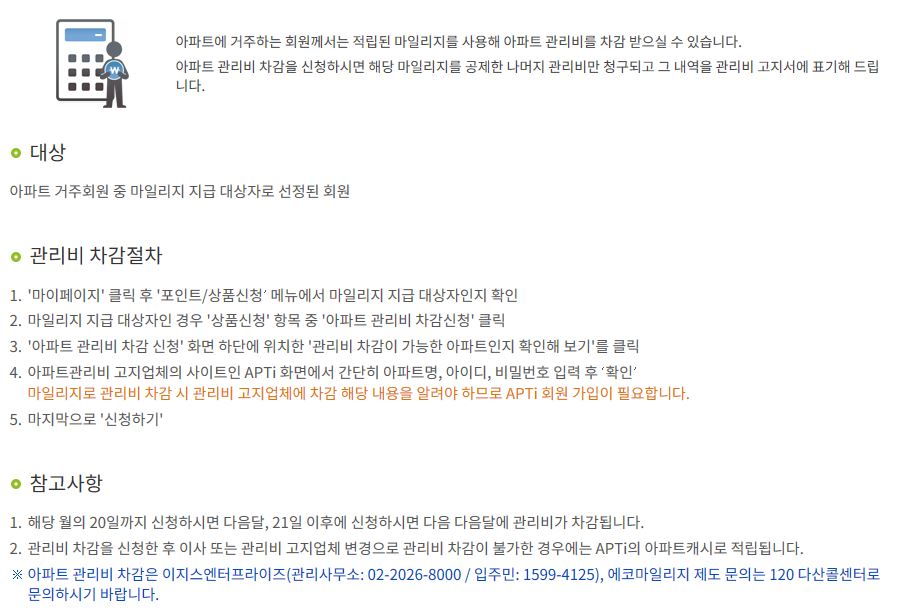 아파트에 거주하는 회원께서는 적립된 마일리지를 사용해 아파트 관리비를 차감 받으실 수 있습니다.
아파트 관리비 차감을 신청하시면 해당 마일리지를 공제한 나머지 관리비만 청구되고 그 내역을 관리비 고지서에 표기해 드립
니다.
대상
아파트 거주회원 중 마일리지 지급 대상자로 선정된 회원
관리비 차감절차
1. '마이페이지' 클릭 후 '포인트/상품신청' 메뉴에서 마일리지 지급 대상자인지 확인
2. 마일리지 지급 대상자인 경우 '상품신청' 항목 중 '아파트 관리비 차감신청' 클릭
3. '아파트 관리비 차감 신청' 화면 하단에 위치한 '관리비 차감이 가능한 아파트인지 확인해 보기'를 클릭
4. 아파트관리비 고지업체의 사이트인 APTi 화면에서 간단히 아파트명, 아이디, 비밀번호 입력 후 '확인'
마일리지로 관리비 차감 시 관리비 고지업체에 차감 해당 내용을 알려야 하므로 APTi 회원 가입이 필요합니다.
5. 마지막으로 '신청하기'
참고사항
1. 해당 월의 20일까지 신청하시면 다음달, 21일 이후에 신청하시면 다음 다음달에 관리비가 차감됩니다.
2. 관리비 차감을 신청한 후 이사 또는 관리비 고지업체 변경으로 관리비 차감이 불가한 경우에는 APTi의 아파트캐시로 적립됩니다.
※ 아파트 관리비 차감은 이지스엔터프라이즈(관리사무소: 02-2026-8000 / 입주민: 1599-4125), 에코마일리지 제도 문의는 120 다산콜센터로
문의하시기 바랍니다.